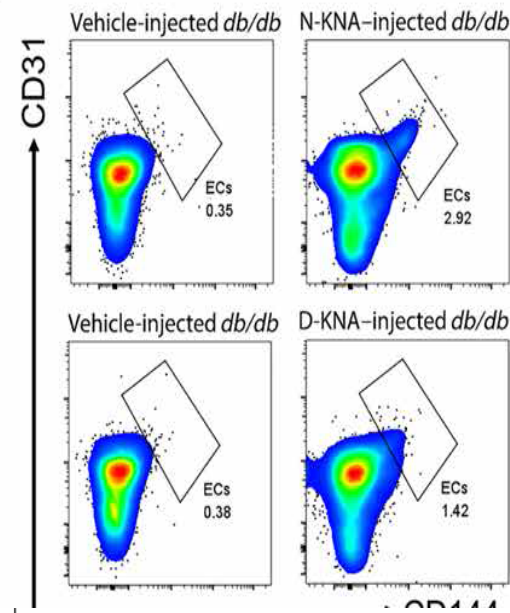 CD31
Vehicle-injected db/db
N-KNA–injected db/db
ECs
0.35
ECs
2.92
Vehicle-injected db/db
D-KNA–injected db/db
ECs
0.38
ECs
1.42
CD144